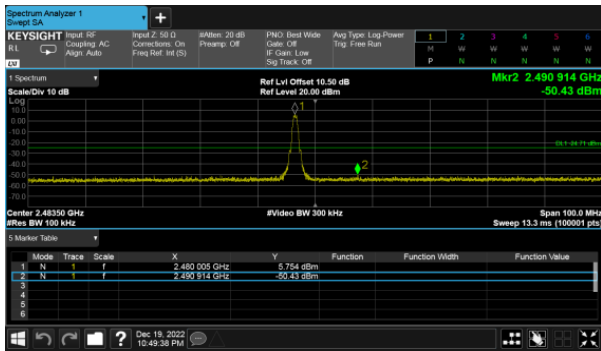 Spectrum Analyzer 1
Swept SA
+
KEYSIGHT Input: RF Input Z: 50 Ω #Atten: 20 dB PNO: Best Wide Avg Type: Log-Power 1 2 3 4 5 6
RL Coupling: AC Corrections: On Preamp: Off Gate: Off Trig: Free Run M W W W W W
Align: Auto Freq Ref: Int (S) IF Gain: Low
LXI Sig Track: Off P N N N N N
1 Spectrum Ref Lvl Offset 10.50 dB Mkr2 2.490 914 GHz
Scale/Div 10 dB Ref Level 20.00 dBm -50.43 dBm
Log
10.0
0.00
-10.0
-20.0
DL1 -24.71 dBm
-30.0
-40.0
-50.0
-60.0
-70.0
1
2
Center 2.48350 GHz #Video BW 300 kHz Span 100.0 MHz
#Res BW 100 kHz Sweep 13.3 ms (100001 pts)
5 Marker Table
Mode Trace Scale X Y Function Function Width Function Value
1 N 1 f 2.480 005 GHz 5.754 dBm
2 N 1 f 2.490 914 GHz -50.43 dBm
3
4
5
6
? Dec 19, 2022
10:49:38 PM